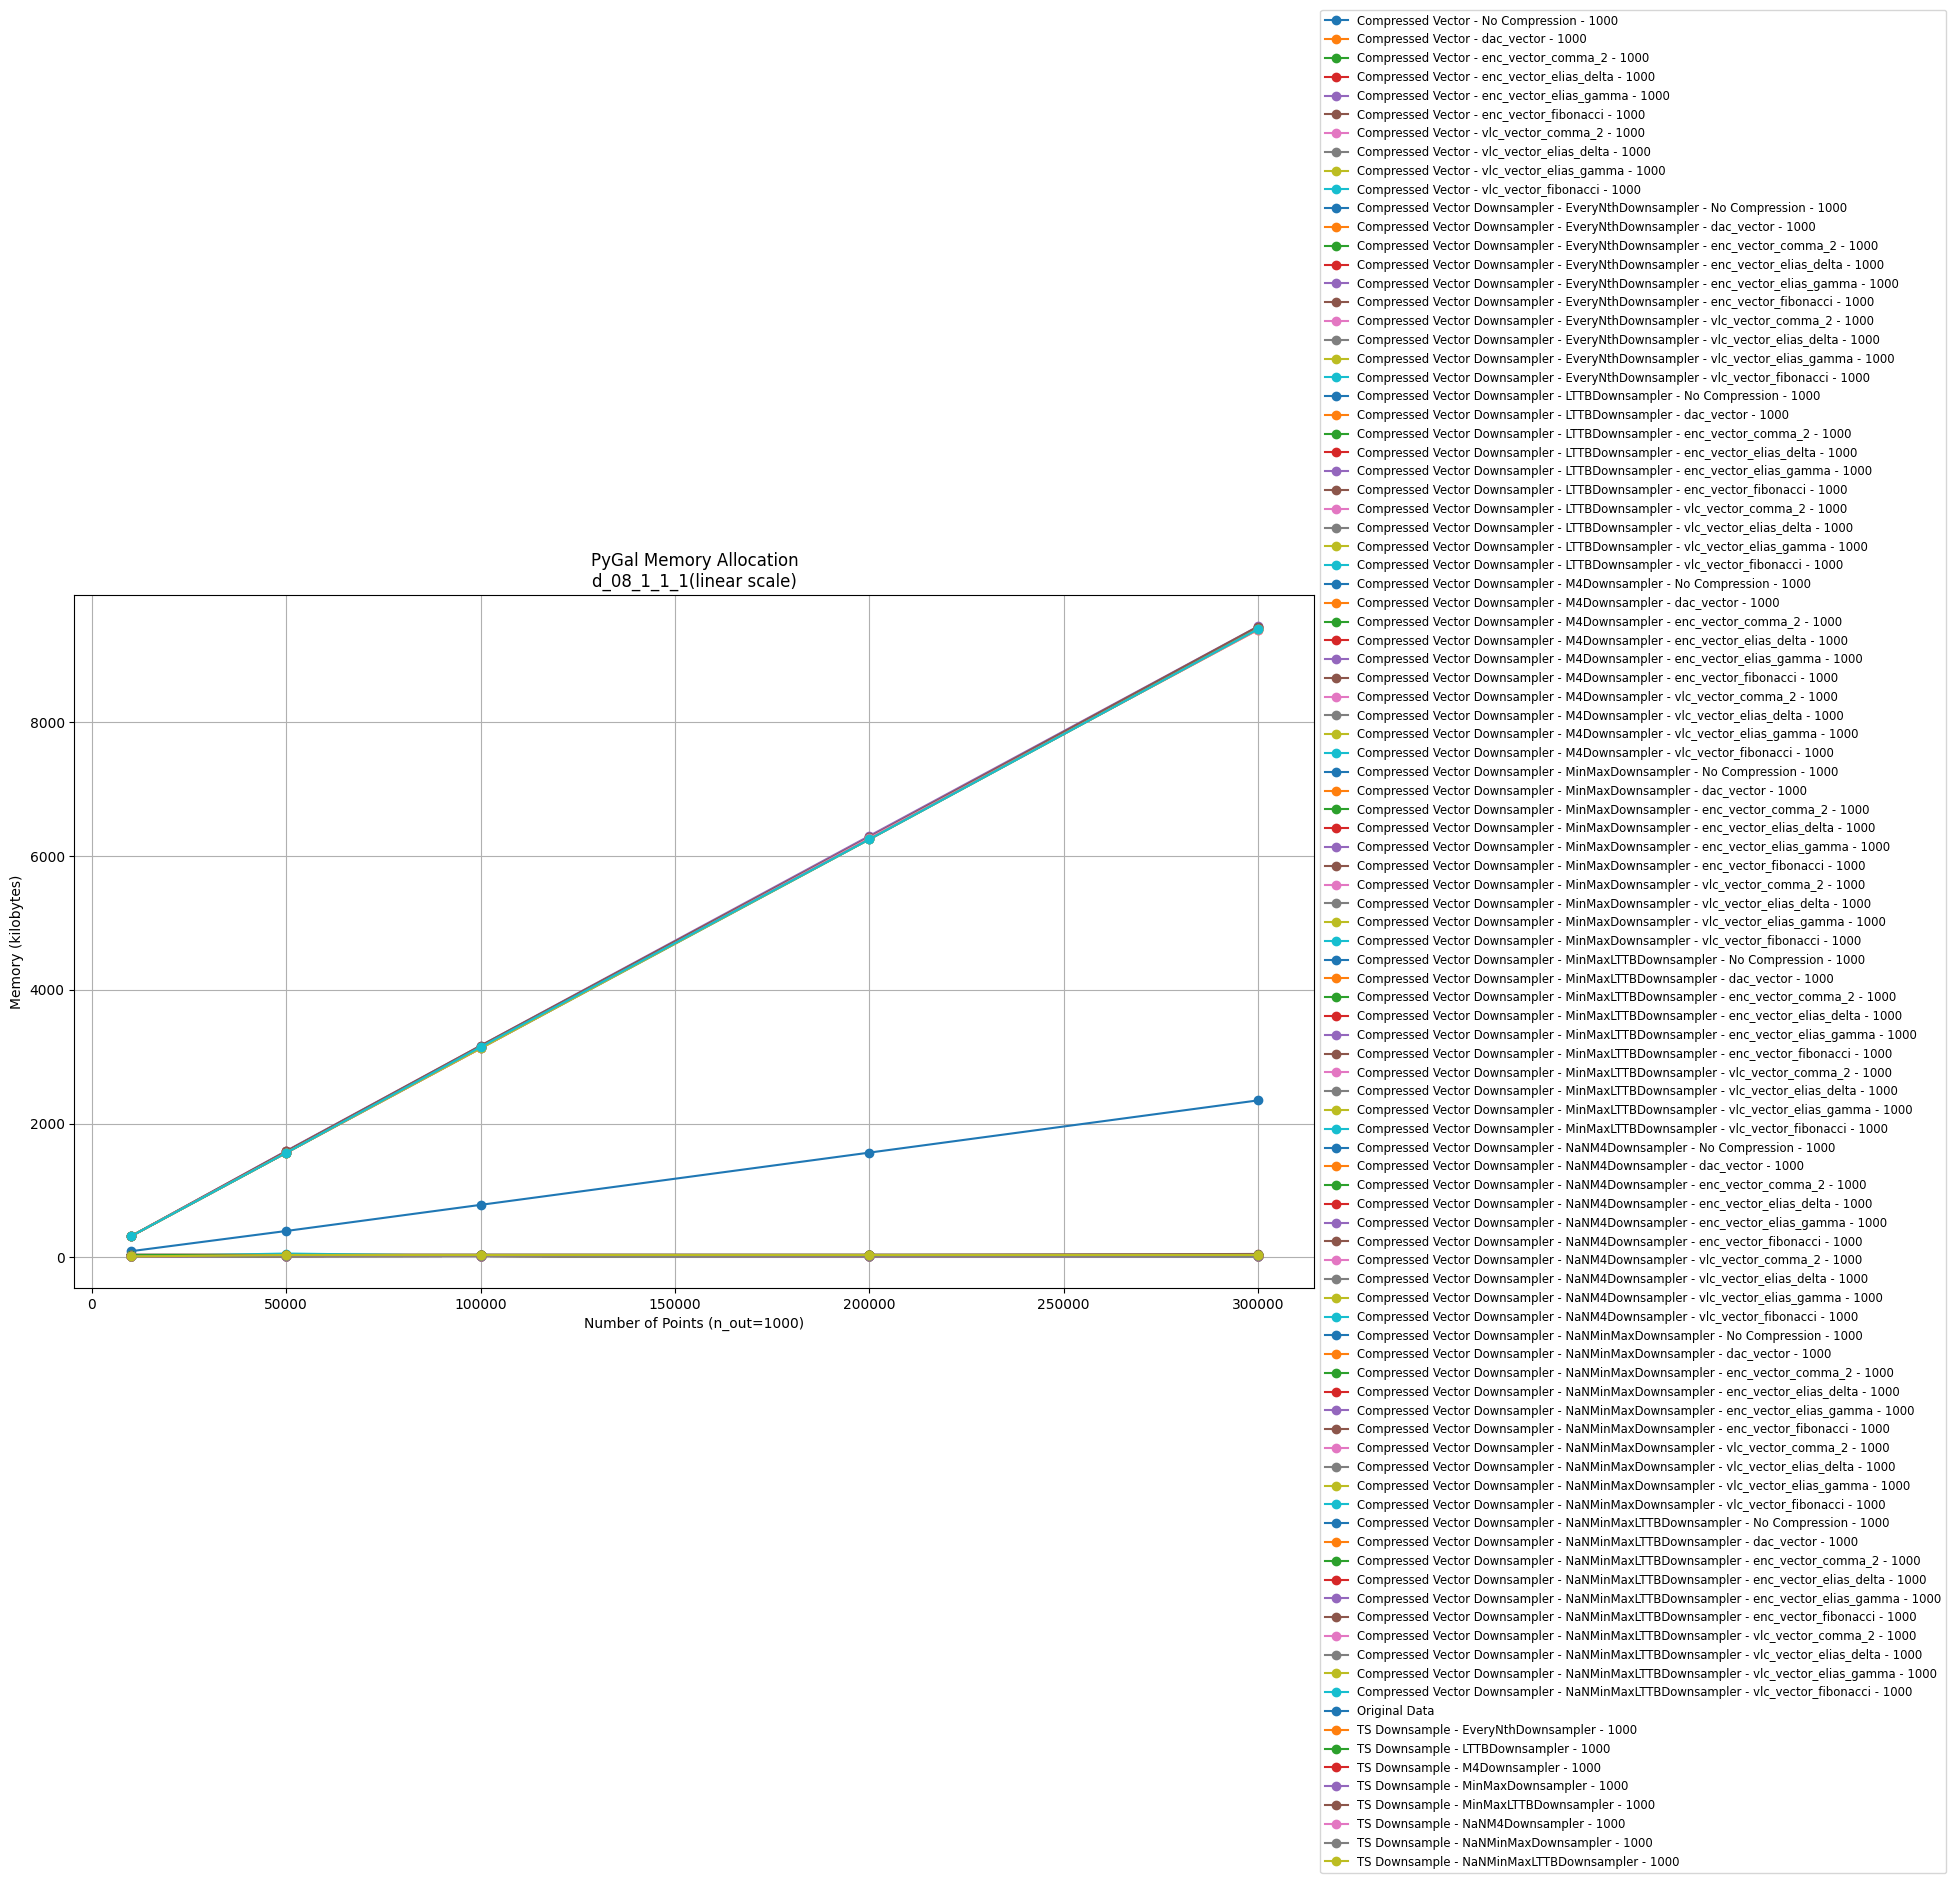 PyGal Memory Allocation
d_08_1_1_1(linear scale)
Memory (kilobytes)
8000
6000
4000
2000
0
0
50000
100000
150000
200000
250000
300000
Number of Points (n_out=1000)
Compressed Vector - No Compression - 1000
Compressed Vector - dac_vector - 1000
Compressed Vector - enc_vector_comma_2 - 1000
Compressed Vector - enc_vector_elias_delta - 1000
Compressed Vector - enc_vector_elias_gamma - 1000
Compressed Vector - enc_vector_fibonacci - 1000
Compressed Vector - vlc_vector_comma_2 - 1000
Compressed Vector - vlc_vector_elias_delta - 1000
Compressed Vector - vlc_vector_elias_gamma - 1000
Compressed Vector - vlc_vector_fibonacci - 1000
Compressed Vector Downsampler - EveryNthDownsampler - No Compression - 1000
Compressed Vector Downsampler - EveryNthDownsampler - dac_vector - 1000
Compressed Vector Downsampler - EveryNthDownsampler - enc_vector_comma_2 - 1000
Compressed Vector Downsampler - EveryNthDownsampler - enc_vector_elias_delta - 1000
Compressed Vector Downsampler - EveryNthDownsampler - enc_vector_elias_gamma - 1000
Compressed Vector Downsampler - EveryNthDownsampler - enc_vector_fibonacci - 1000
Compressed Vector Downsampler - EveryNthDownsampler - vlc_vector_comma_2 - 1000
Compressed Vector Downsampler - EveryNthDownsampler - vlc_vector_elias_delta - 1000
Compressed Vector Downsampler - EveryNthDownsampler - vlc_vector_elias_gamma - 1000
Compressed Vector Downsampler - EveryNthDownsampler - vlc_vector_fibonacci - 1000
Compressed Vector Downsampler - LTTBDownsampler - No Compression - 1000
Compressed Vector Downsampler - LTTBDownsampler - dac_vector - 1000
Compressed Vector Downsampler - LTTBDownsampler - enc_vector_comma_2 - 1000
Compressed Vector Downsampler - LTTBDownsampler - enc_vector_elias_delta - 1000
Compressed Vector Downsampler - LTTBDownsampler - enc_vector_elias_gamma - 1000
Compressed Vector Downsampler - LTTBDownsampler - enc_vector_fibonacci - 1000
Compressed Vector Downsampler - LTTBDownsampler - vlc_vector_comma_2 - 1000
Compressed Vector Downsampler - LTTBDownsampler - vlc_vector_elias_delta - 1000
Compressed Vector Downsampler - LTTBDownsampler - vlc_vector_elias_gamma - 1000
Compressed Vector Downsampler - LTTBDownsampler - vlc_vector_fibonacci - 1000
Compressed Vector Downsampler - M4Downsampler - No Compression - 1000
Compressed Vector Downsampler - M4Downsampler - dac_vector - 1000
Compressed Vector Downsampler - M4Downsampler - enc_vector_comma_2 - 1000
Compressed Vector Downsampler - M4Downsampler - enc_vector_elias_delta - 1000
Compressed Vector Downsampler - M4Downsampler - enc_vector_elias_gamma - 1000
Compressed Vector Downsampler - M4Downsampler - enc_vector_fibonacci - 1000
Compressed Vector Downsampler - M4Downsampler - vlc_vector_comma_2 - 1000
Compressed Vector Downsampler - M4Downsampler - vlc_vector_elias_delta - 1000
Compressed Vector Downsampler - M4Downsampler - vlc_vector_elias_gamma - 1000
Compressed Vector Downsampler - M4Downsampler - vlc_vector_fibonacci - 1000
Compressed Vector Downsampler - MinMaxDownsampler - No Compression - 1000
Compressed Vector Downsampler - MinMaxDownsampler - dac_vector - 1000
Compressed Vector Downsampler - MinMaxDownsampler - enc_vector_comma_2 - 1000
Compressed Vector Downsampler - MinMaxDownsampler - enc_vector_elias_delta - 1000
Compressed Vector Downsampler - MinMaxDownsampler - enc_vector_elias_gamma - 1000
Compressed Vector Downsampler - MinMaxDownsampler - enc_vector_fibonacci - 1000
Compressed Vector Downsampler - MinMaxDownsampler - vlc_vector_comma_2 - 1000
Compressed Vector Downsampler - MinMaxDownsampler - vlc_vector_elias_delta - 1000
Compressed Vector Downsampler - MinMaxDownsampler - vlc_vector_elias_gamma - 1000
Compressed Vector Downsampler - MinMaxDownsampler - vlc_vector_fibonacci - 1000
Compressed Vector Downsampler - MinMaxLTTBDownsampler - No Compression - 1000
Compressed Vector Downsampler - MinMaxLTTBDownsampler - dac_vector - 1000
Compressed Vector Downsampler - MinMaxLTTBDownsampler - enc_vector_comma_2 - 1000
Compressed Vector Downsampler - MinMaxLTTBDownsampler - enc_vector_elias_delta - 1000
Compressed Vector Downsampler - MinMaxLTTBDownsampler - enc_vector_elias_gamma - 1000
Compressed Vector Downsampler - MinMaxLTTBDownsampler - enc_vector_fibonacci - 1000
Compressed Vector Downsampler - MinMaxLTTBDownsampler - vlc_vector_comma_2 - 1000
Compressed Vector Downsampler - MinMaxLTTBDownsampler - vlc_vector_elias_delta - 1000
Compressed Vector Downsampler - MinMaxLTTBDownsampler - vlc_vector_elias_gamma - 1000
Compressed Vector Downsampler - MinMaxLTTBDownsampler - vlc_vector_fibonacci - 1000
Compressed Vector Downsampler - NaNM4Downsampler - No Compression - 1000
Compressed Vector Downsampler - NaNM4Downsampler - dac_vector - 1000
Compressed Vector Downsampler - NaNM4Downsampler - enc_vector_comma_2 - 1000
Compressed Vector Downsampler - NaNM4Downsampler - enc_vector_elias_delta - 1000
Compressed Vector Downsampler - NaNM4Downsampler - enc_vector_elias_gamma - 1000
Compressed Vector Downsampler - NaNM4Downsampler - enc_vector_fibonacci - 1000
Compressed Vector Downsampler - NaNM4Downsampler - vlc_vector_comma_2 - 1000
Compressed Vector Downsampler - NaNM4Downsampler - vlc_vector_elias_delta - 1000
Compressed Vector Downsampler - NaNM4Downsampler - vlc_vector_elias_gamma - 1000
Compressed Vector Downsampler - NaNM4Downsampler - vlc_vector_fibonacci - 1000
Compressed Vector Downsampler - NaNMinMaxDownsampler - No Compression - 1000
Compressed Vector Downsampler - NaNMinMaxDownsampler - dac_vector - 1000
Compressed Vector Downsampler - NaNMinMaxDownsampler - enc_vector_comma_2 - 1000
Compressed Vector Downsampler - NaNMinMaxDownsampler - enc_vector_elias_delta - 1000
Compressed Vector Downsampler - NaNMinMaxDownsampler - enc_vector_elias_gamma - 1000
Compressed Vector Downsampler - NaNMinMaxDownsampler - enc_vector_fibonacci - 1000
Compressed Vector Downsampler - NaNMinMaxDownsampler - vlc_vector_comma_2 - 1000
Compressed Vector Downsampler - NaNMinMaxDownsampler - vlc_vector_elias_delta - 1000
Compressed Vector Downsampler - NaNMinMaxDownsampler - vlc_vector_elias_gamma - 1000
Compressed Vector Downsampler - NaNMinMaxDownsampler - vlc_vector_fibonacci - 1000
Compressed Vector Downsampler - NaNMinMaxLTTBDownsampler - No Compression - 1000
Compressed Vector Downsampler - NaNMinMaxLTTBDownsampler - dac_vector - 1000
Compressed Vector Downsampler - NaNMinMaxLTTBDownsampler - enc_vector_comma_2 - 1000
Compressed Vector Downsampler - NaNMinMaxLTTBDownsampler - enc_vector_elias_delta - 1000
Compressed Vector Downsampler - NaNMinMaxLTTBDownsampler - enc_vector_elias_gamma - 1000
Compressed Vector Downsampler - NaNMinMaxLTTBDownsampler - enc_vector_fibonacci - 1000
Compressed Vector Downsampler - NaNMinMaxLTTBDownsampler - vlc_vector_comma_2 - 1000
Compressed Vector Downsampler - NaNMinMaxLTTBDownsampler - vlc_vector_elias_delta - 1000
Compressed Vector Downsampler - NaNMinMaxLTTBDownsampler - vlc_vector_elias_gamma - 1000
Compressed Vector Downsampler - NaNMinMaxLTTBDownsampler - vlc_vector_fibonacci - 1000
Original Data
TS Downsample - EveryNthDownsampler - 1000
TS Downsample - LTTBDownsampler - 1000
TS Downsample - M4Downsampler - 1000
TS Downsample - MinMaxDownsampler - 1000
TS Downsample - MinMaxLTTBDownsampler - 1000
TS Downsample - NaNM4Downsampler - 1000
TS Downsample - NaNMinMaxDownsampler - 1000
TS Downsample - NaNMinMaxLTTBDownsampler - 1000